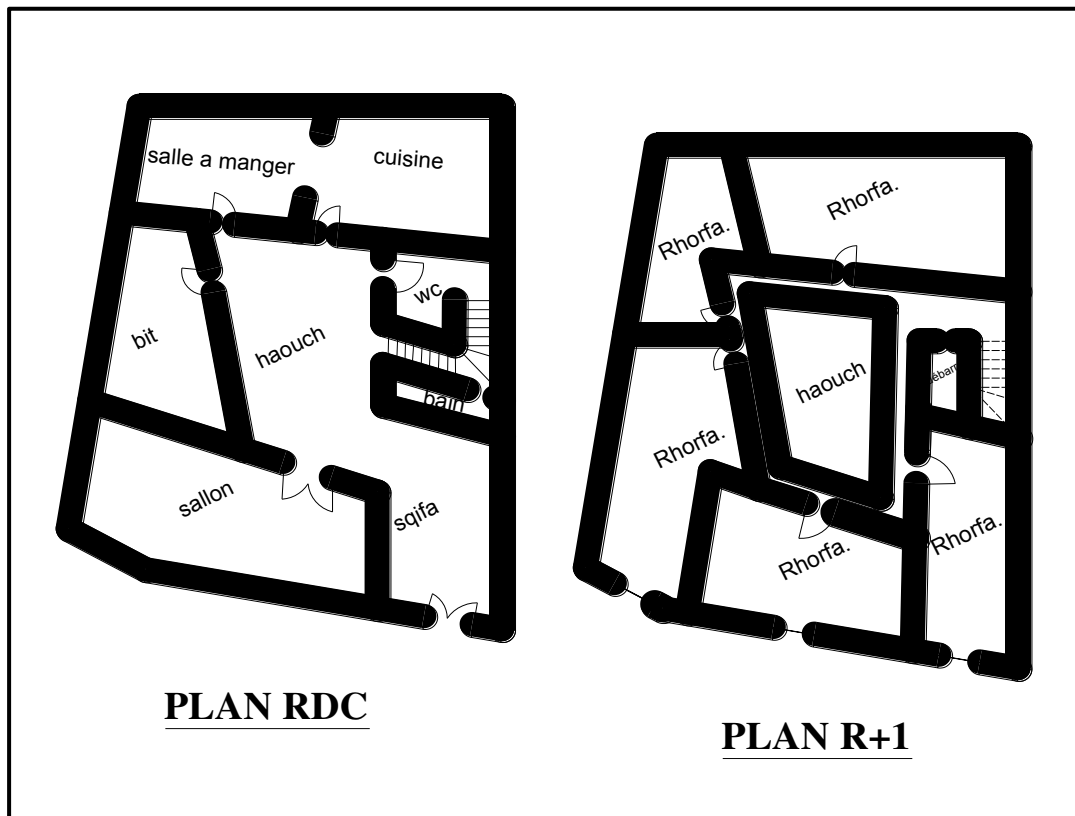 salle a manger
cuisine
wc
bit
haouch
bain
sallon
sqifa
PLAN RDC
Rhorfa.
Rhorfa.
haouch
Rhorfa.
Rhorfa.
Rhorfa.
PLAN R+1